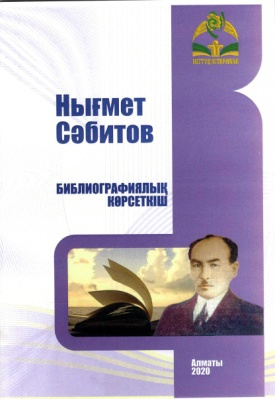 Нығмет
Сәбитов
БИБЛИОГРАФИЯЛЫҚ
КӨРСЕТКІШ
Алматы
2020